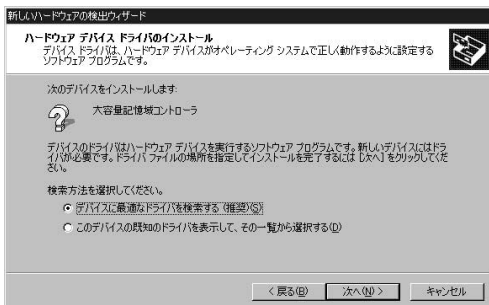 新しいハードウェアの検出ウィザード
ハードウェア デバイス ドライバのインストール
デバイス ドライバは、ハードウェア デバイスがオペレーティング システムで正しく動作するように設定する
ソフトウェア プログラムです。
次のデバイスをインストールします:
大容量記憶域コントローラ
デバイスのドライバはハードウェア デバイスを実行するソフトウェア プログラムです。新しいデバイスにはドラ
イバが必要です。ドライバ ファイルの場所を指定してインストールを完了するには [次へ] をクリックしてくだ
さい。
検索方法を選択してください。
デバイスに最適なドライバを検索する (推奨)(S)
このデバイスの既知のドライバを表示して、その一覧から選択する(D)
< 戻る(B)
次へ(N) >
キャンセル